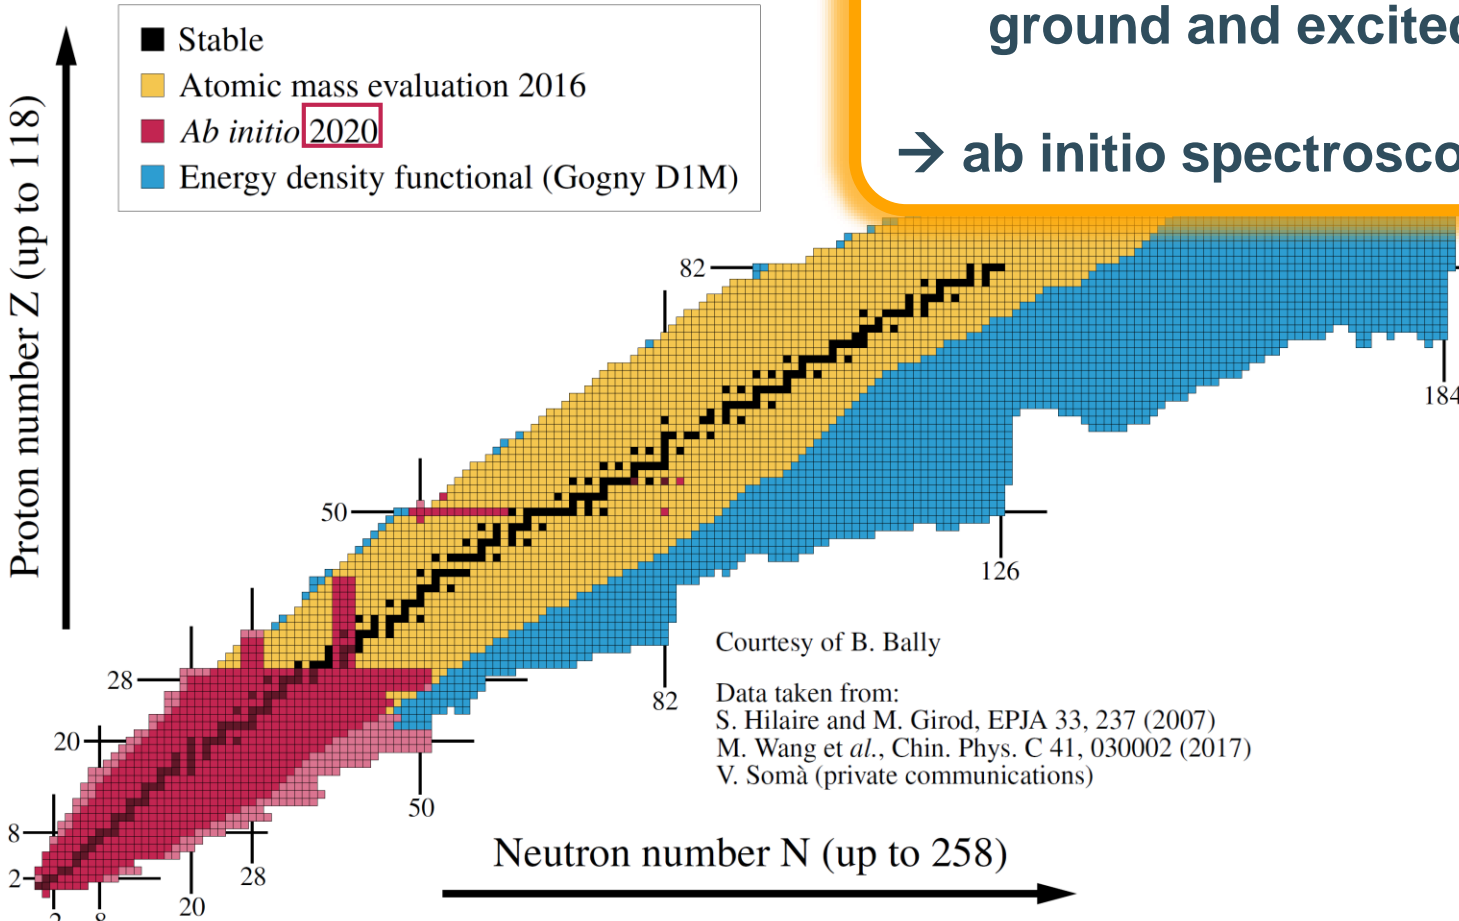 Stable
Atomic mass evaluation 2016
Ab initio 2020
Energy density functional (Gogny D1M)
ground and excited
→ ab initio
Proton number Z (up to 118)
82
50
28
20
8
2
2
8
20
28
50
82
126
184
Courtesy of B. Bally
Data taken from:
S. Hilaire and M. Girod, EPJA 33, 237 (2007)
M. Wang et al., Chin. Phys. C 41, 030002 (2017)
V. Somà (private communications)
Neutron number N (up to 258)